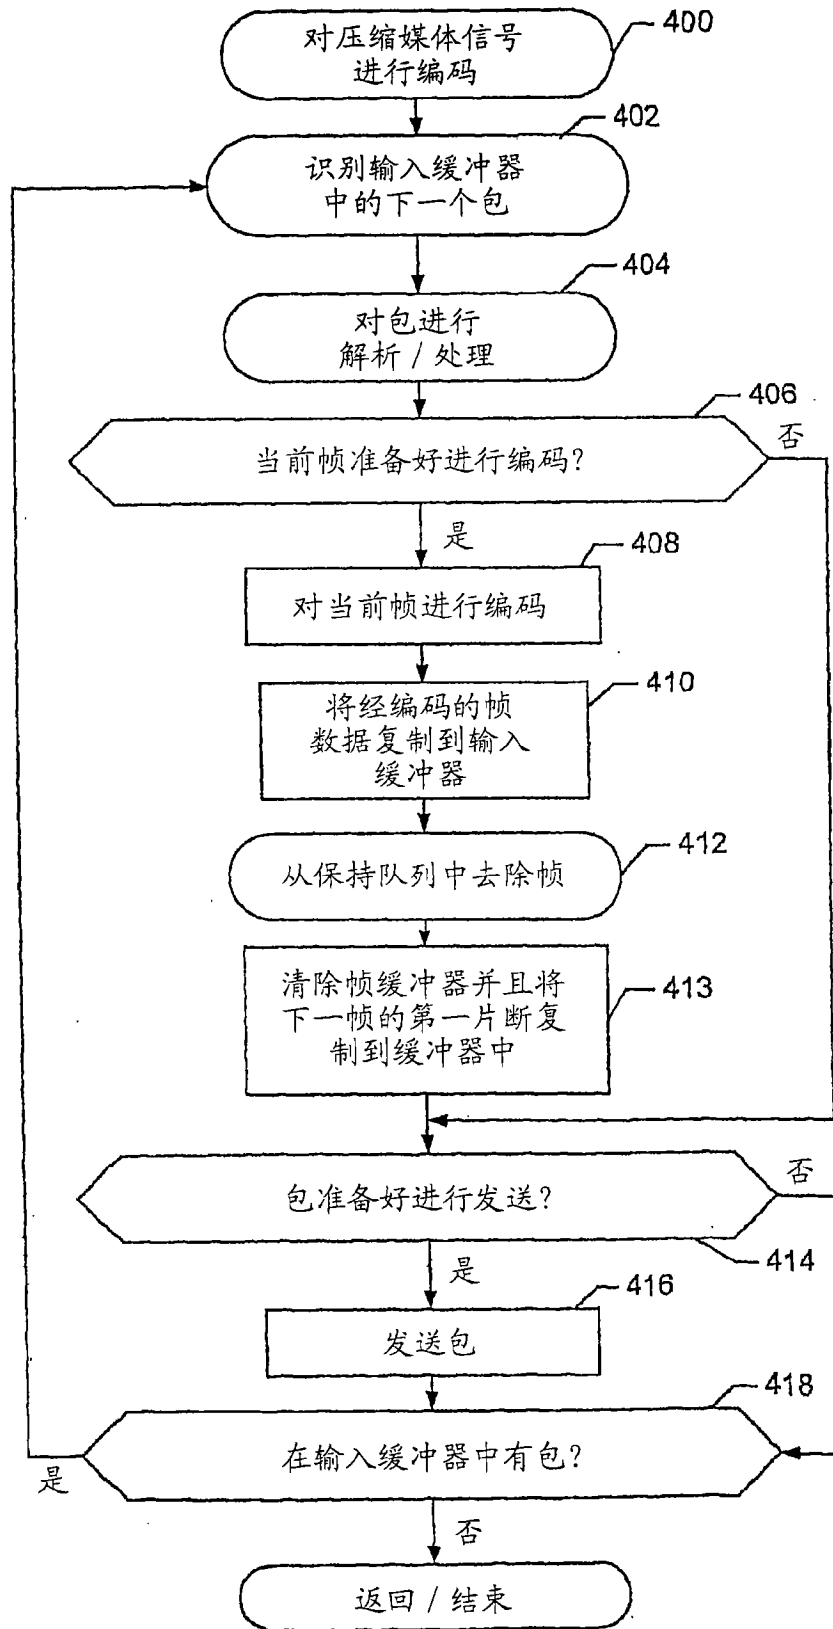 对压缩媒体信号
进行编码
400
402
识别输入缓冲器
中的下一个包
404
对包进行
解析 / 处理
406
当前帧准备好进行编码?
否
是
408
对当前帧进行编码
410
将经编码的帧
数据复制到输入
缓冲器
412
从保持队列中去除帧
清除帧缓冲器并且将
下一帧的第一片断复
制到缓冲器中
413
包准备好进行发送?
否
414
是
416
发送包
418
在输入缓冲器中有包?
是
否
返回 / 结束